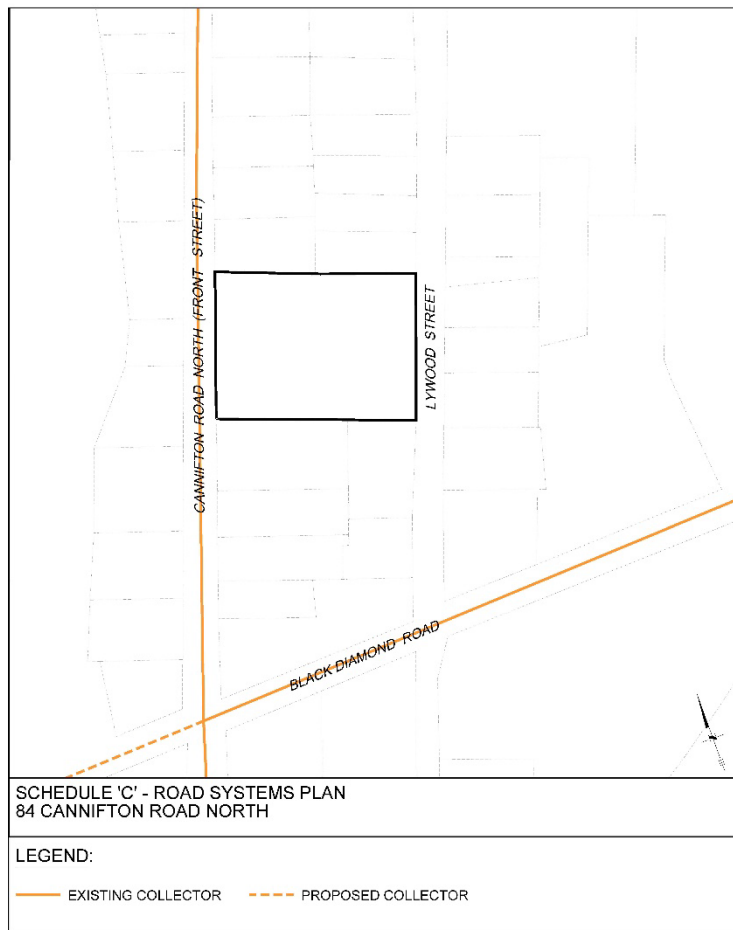 CANNIFTON ROAD NORTH (FRONT STREET)
LYWOOD STREET
BLACK DIAMOND ROAD
SCHEDULE 'C' - ROAD SYSTEMS PLAN
84 CANNIFTON ROAD NORTH
LEGEND:
EXISTING COLLECTOR
PROPOSED COLLECTOR